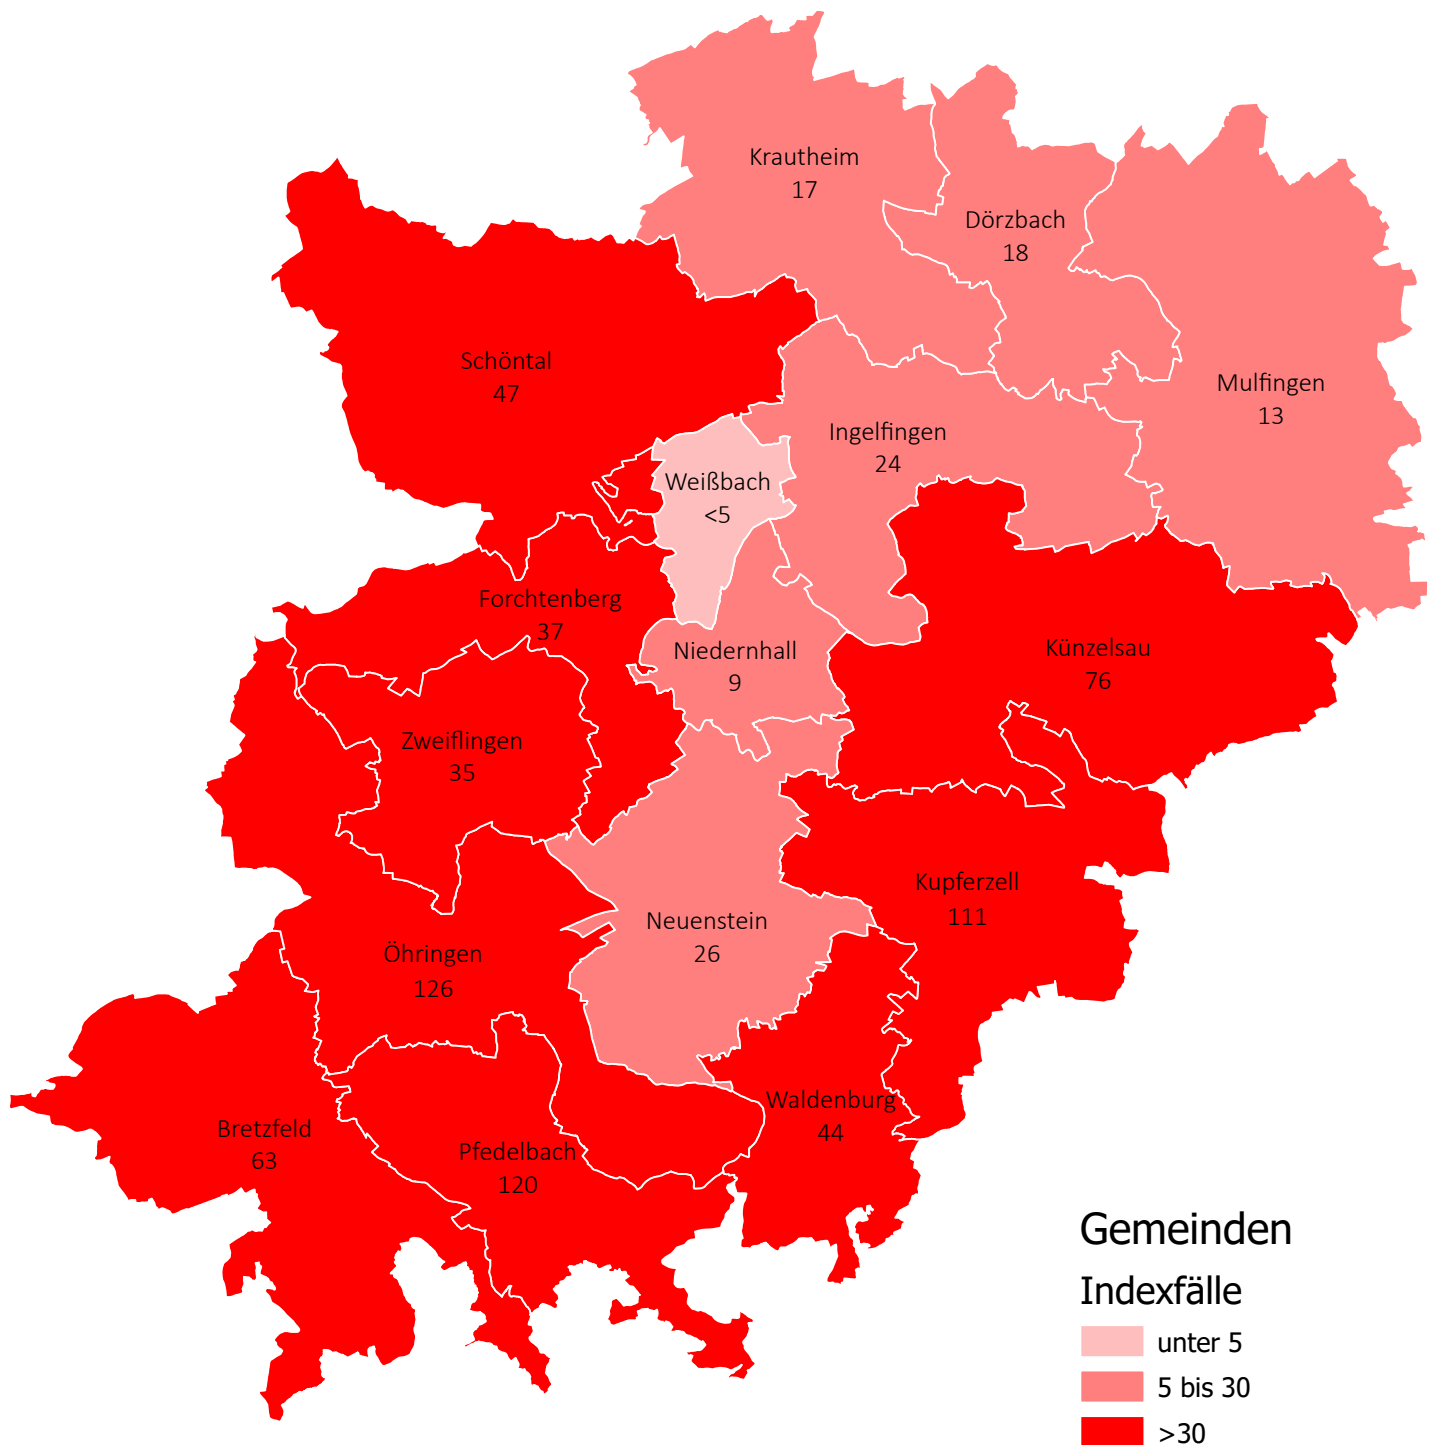 Krautheim
17
Dörzbach
18
Schöntal
47
Mulfingen
13
Ingelfingen
24
Weißbach
<5
Forchtenberg
37
Niedernhall
9
Künzelsau
76
Zweiflingen
35
Kupferzell
111
Neuenstein
26
Öhringen
126
Waldenburg
44
Bretzfeld
63
Pfedelbach
120
Gemeinden
Indexfälle
unter 5
5 bis 30
>30